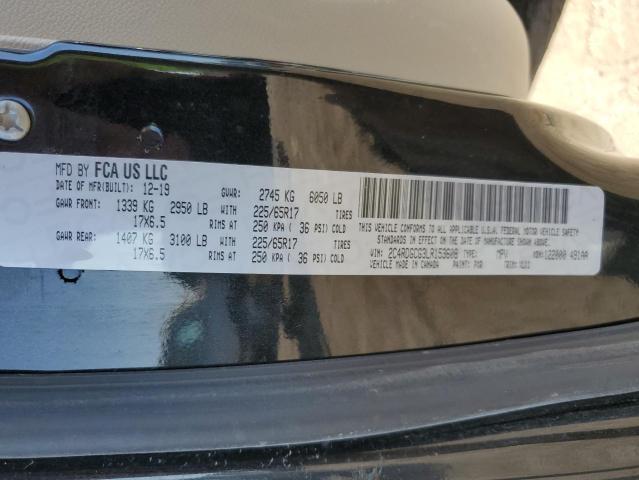 MFD BY FCA US LLC
DATE OF MFR(BUILT): 12-19 GVWR: 2745 KG 6050 LB
GAWR FRONT: 1339 KG 2950 LB WITH 225/65R17 TIRES
17X6.5 RIMS AT 250 KPA ( 36 PSI) COLD
GAWR REAR: 1407 KG 3100 LB WITH 225/65R17 TIRES
17X6.5 RIMS AT 250 KPA ( 36 PSI) COLD
THIS VEHICLE CONFORMS TO ALL APPLICABLE U.S.A. FEDERAL MOTOR VEHICLE SAFETY
STANDARDS IN EFFECT ON THE DATE OF MANUFACTURE SHOWN ABOVE.
VIN: 2C4RDGCG3LR153608 TYPE: MPV 122000 491AA
VEHICLE MADE IN CANADA PAINT: TRIM: